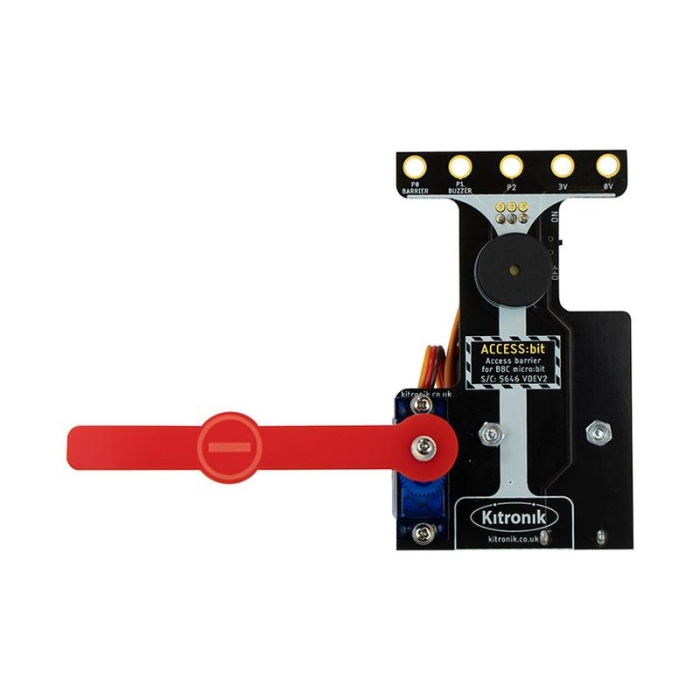 P0
BARRIER
P1
BUZZER
P2
3V
0V
ON
OFF
ACCESS:bit
Access barrier
for BBC micro:bit
S/C: 5646 VDEV2
kitronik.co.uk
Kitronik
kitronik.co.uk